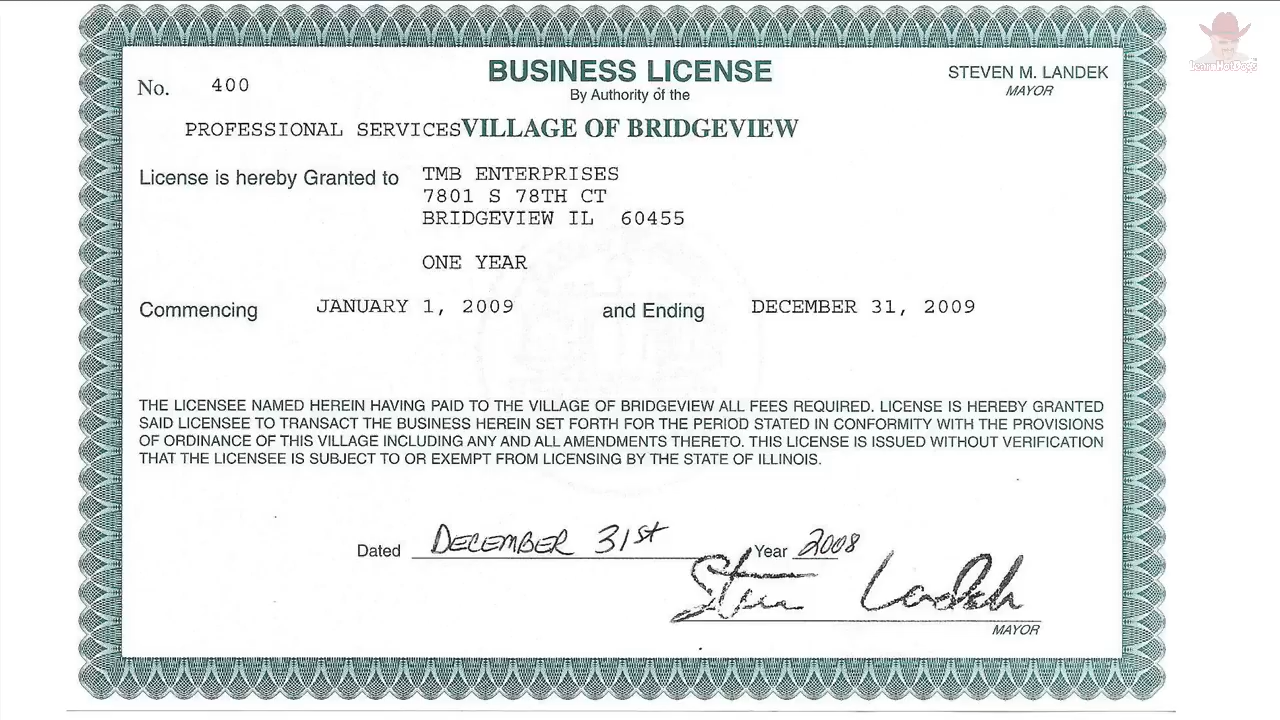 BUSINESS LICENSE
STEVEN M. LANDEK
No. 400
By Authority of the
MAYOR
PROFESSIONAL SERVICES VILLAGE OF BRIDGEVIEW
License is hereby Granted to TMB ENTERPRISES
7801 S 78TH CT
BRIDGEVIEW IL 60455
ONE YEAR
Commencing JANUARY 1, 2009 and Ending DECEMBER 31, 2009
THE LICENSEE NAMED HEREIN HAVING PAID TO THE VILLAGE OF BRIDGEVIEW ALL FEES REQUIRED. LICENSE IS HEREBY GRANTED
SAID LICENSEE TO TRANSACT THE BUSINESS HEREIN SET FORTH FOR THE PERIOD STATED IN CONFORMITY WITH THE PROVISIONS
OF ORDINANCE OF THIS VILLAGE INCLUDING ANY AND ALL AMENDMENTS THERETO. THIS LICENSE IS ISSUED WITHOUT VERIFICATION
THAT THE LICENSEE IS SUBJECT TO OR EXEMPT FROM LICENSING BY THE STATE OF ILLINOIS.
Dated DECEMBER 31st Year 2008
Steven Landek
MAYOR
LearnHotDogs